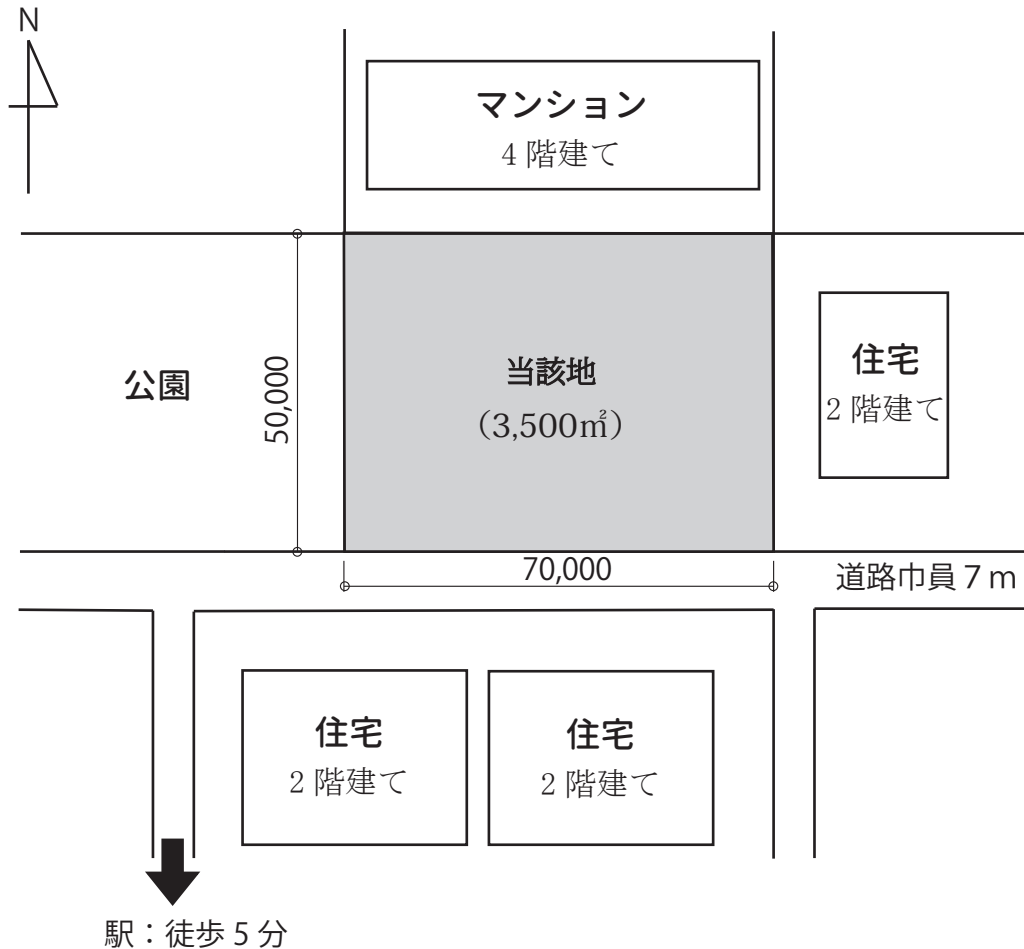 N
マンション
4 階建て
公園
50,000
当該地
（3,500㎡）
住宅
2 階建て
70,000
道路巾員 7 m
住宅
2 階建て
住宅
2 階建て
駅：徒歩 5 分